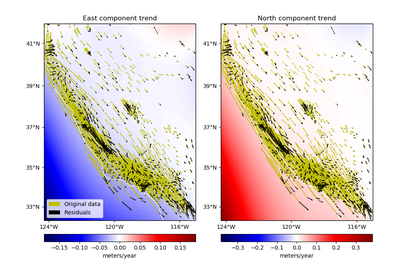 East component trend
North component trend
41°N
39°N
37°N
35°N
33°N
124°W
120°W
116°W
Original data
Residuals
41°N
39°N
37°N
35°N
33°N
124°W
120°W
116°W
−0.15 −0.10 −0.05 0.00 0.05 0.10 0.15
meters/year
−0.3 −0.2 −0.1 0.0 0.1 0.2 0.3
meters/year